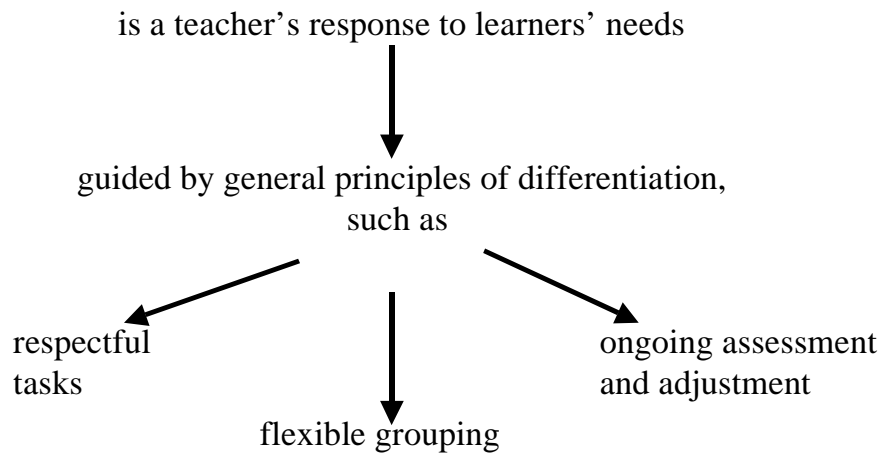 is a teacher’s response to learners’ needs
guided by general principles of differentiation,
such as
respectful
tasks
ongoing assessment
and adjustment
flexible grouping